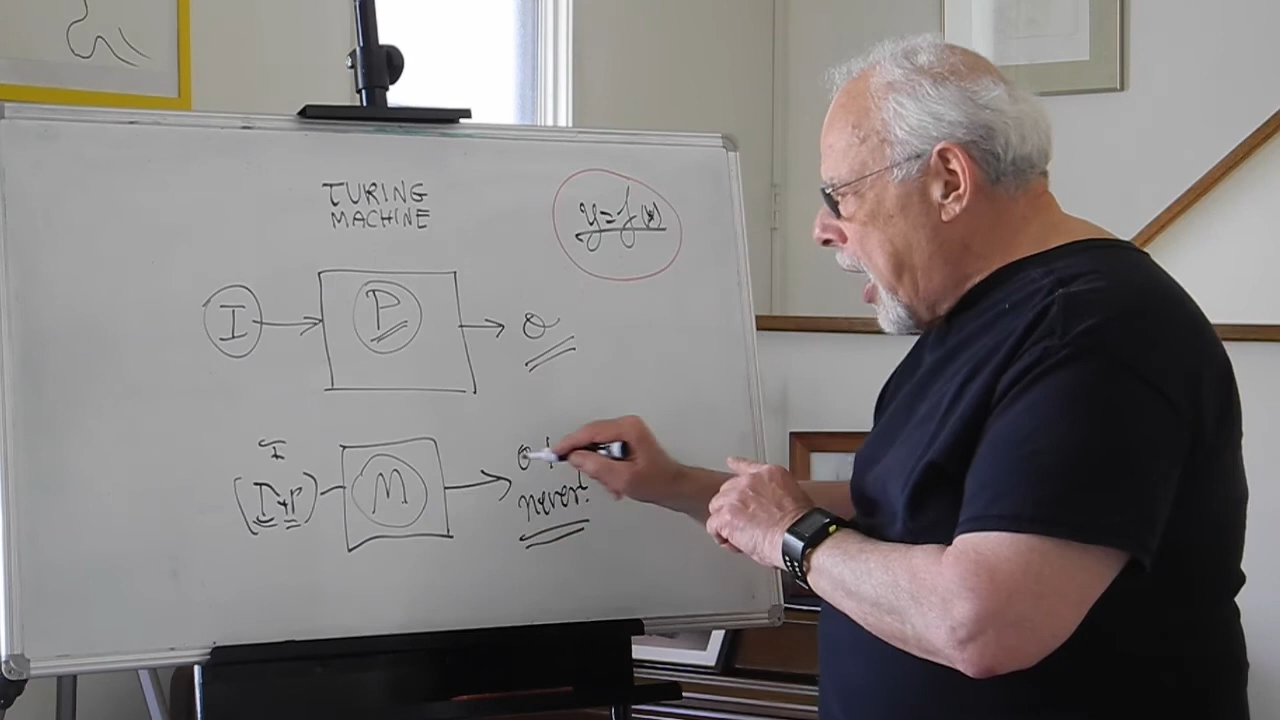 TURING
MACHINE
y=f(x)
I
P
O
I
(I+P)
M
never!